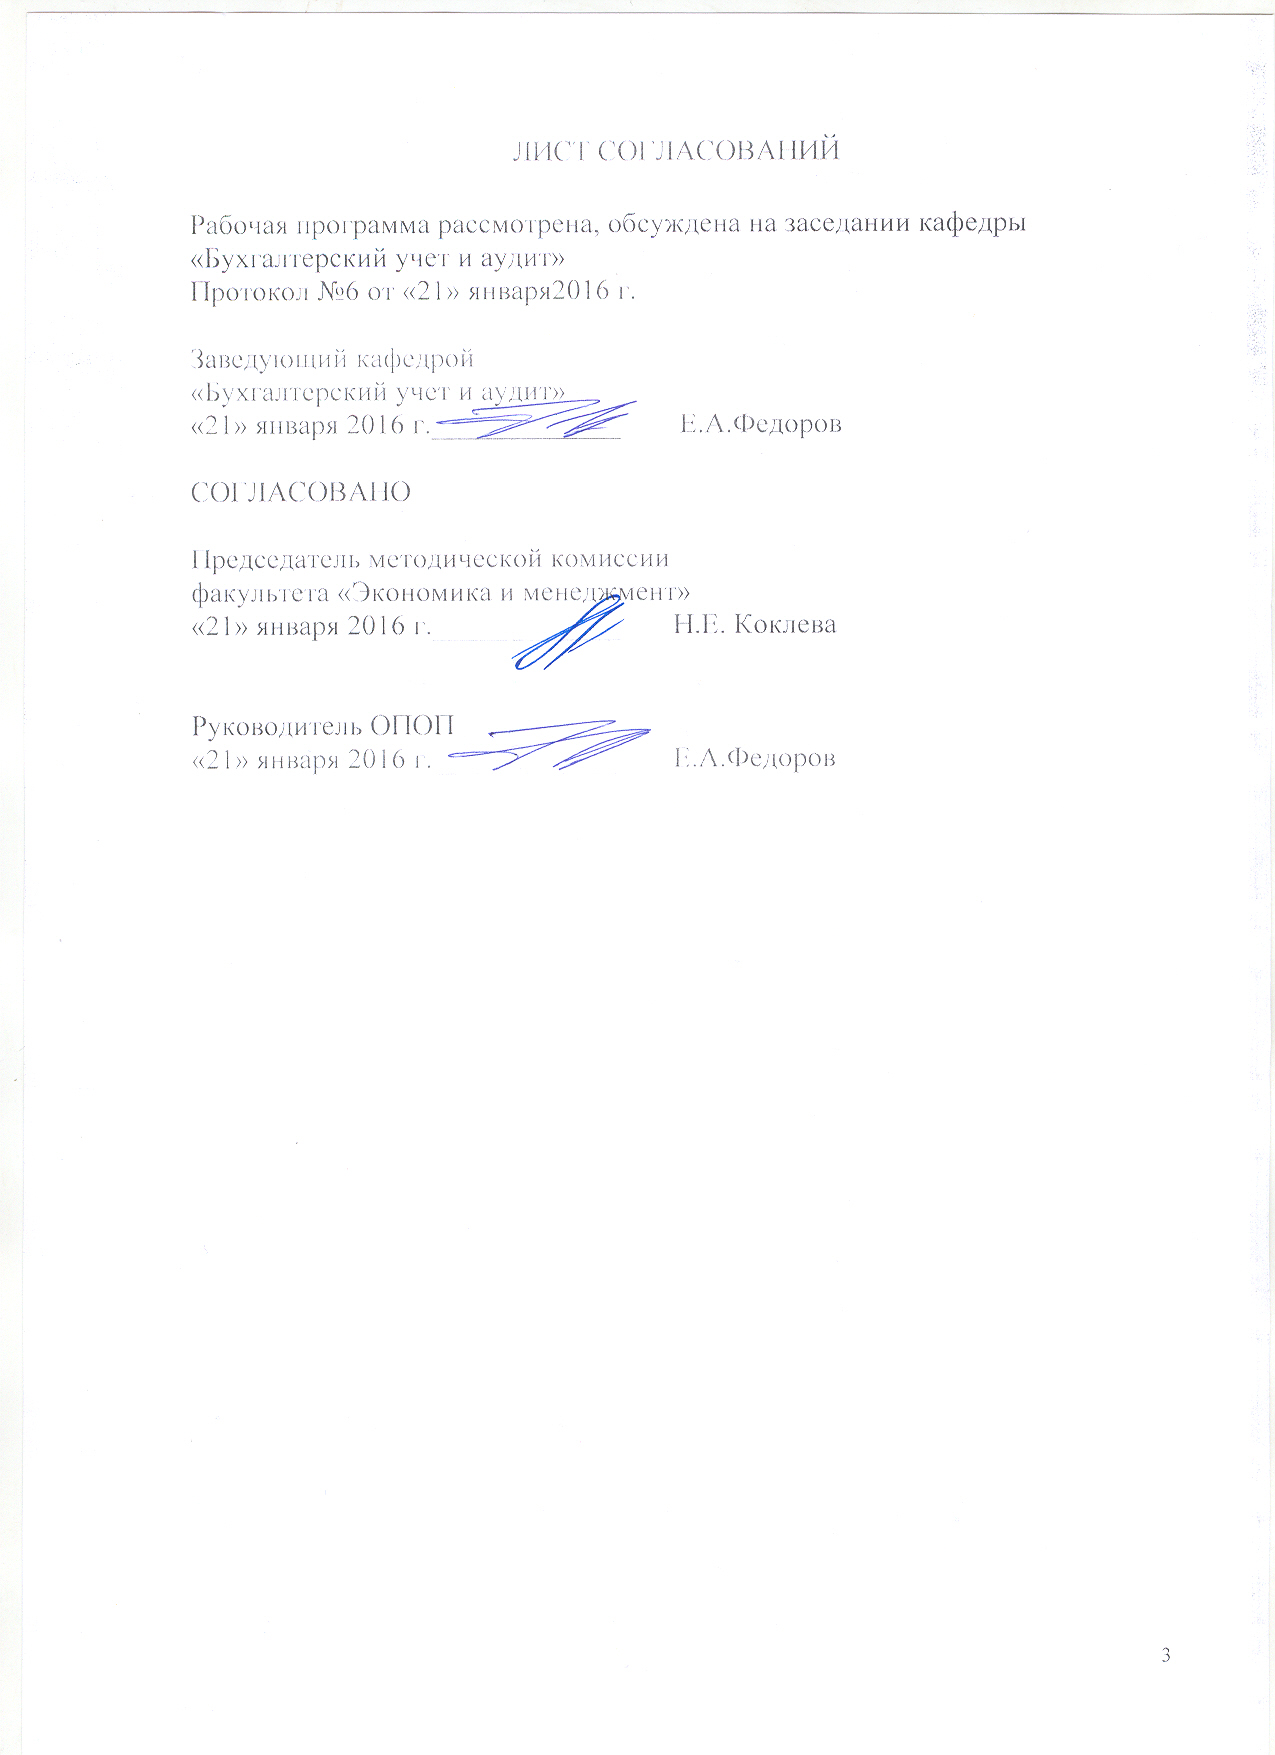 ЛИСТ СОГЛАСОВАНИЙ
Рабочая программа рассмотрена, обсуждена на заседании кафедры
«Бухгалтерский учет и аудит»
Протокол №6 от «21» января2016 г.
Заведующий кафедрой
«Бухгалтерский учет и аудит»
«21» января 2016 г. Е.А.Федоров
СОГЛАСОВАНО
Председатель методической комиссии
факультета «Экономика и менеджмент»
«21» января 2016 г. Н.Е. Коклева
Руководитель ОПОП
«21» января 2016 г. Е.А.Федоров
3